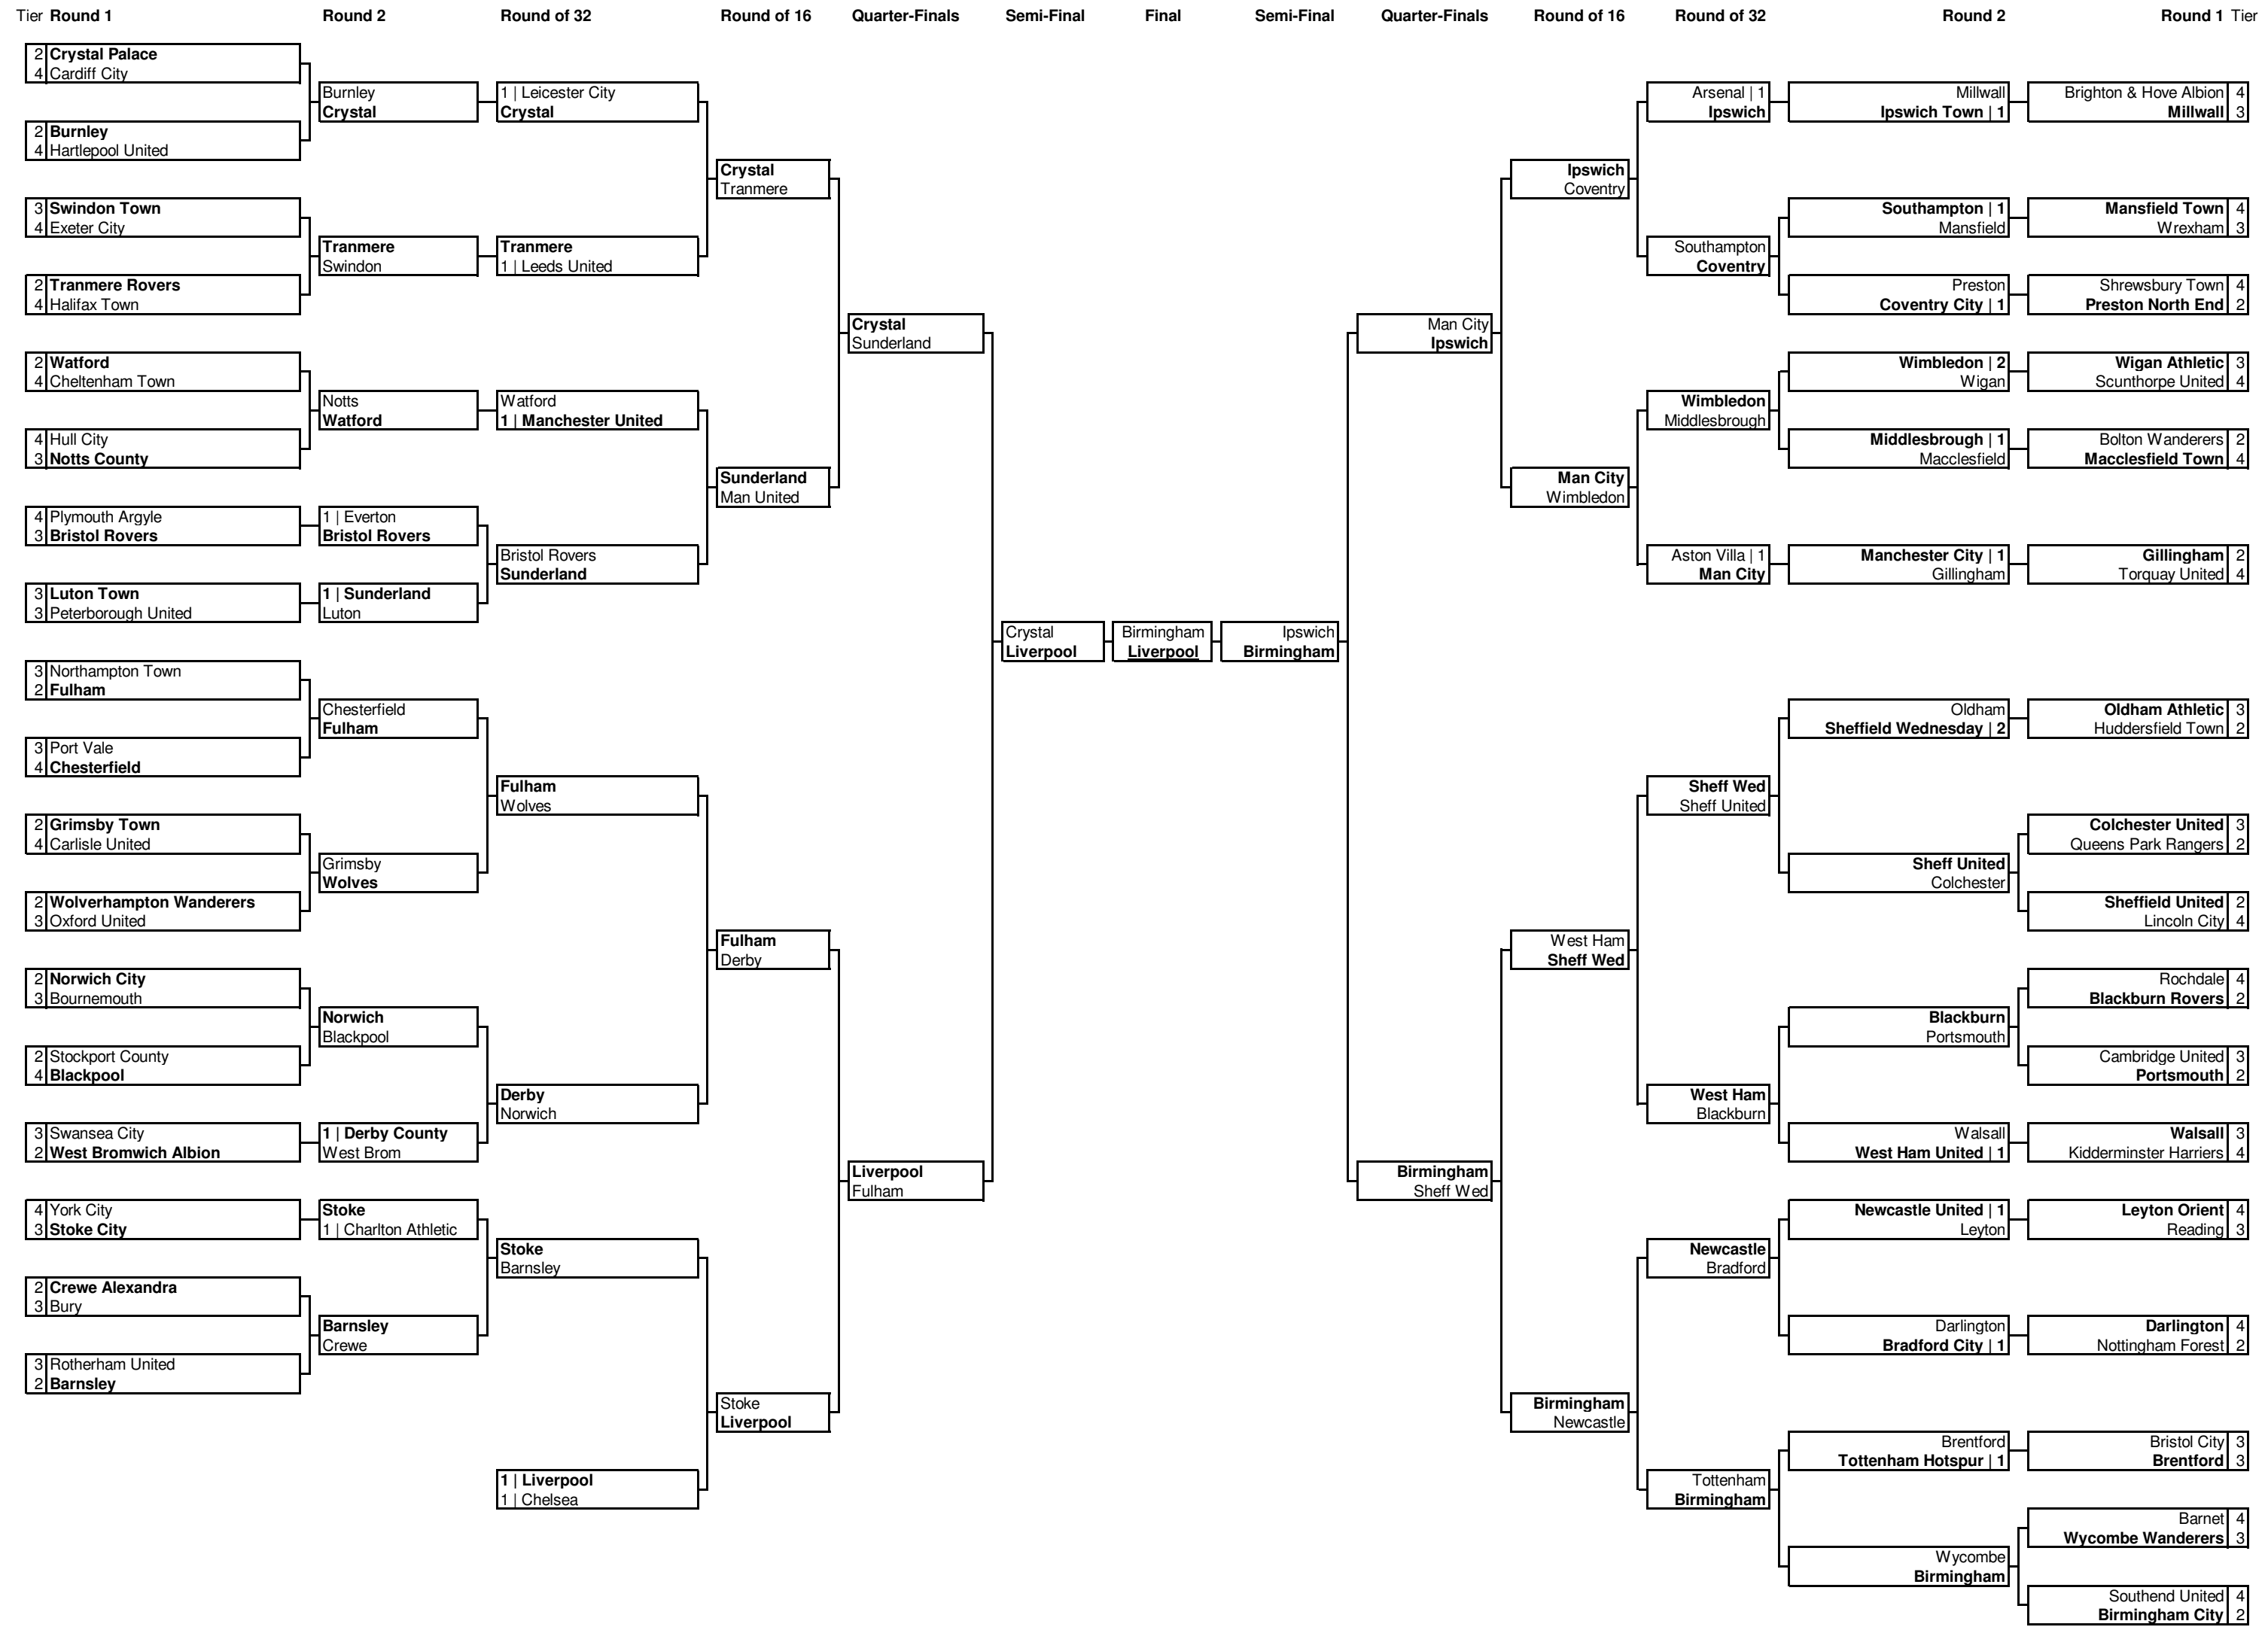 Tier Round 1 Round 2 Round of 32 Round of 16 Quarter-Finals Semi-Final Final Semi-Final Quarter-Finals Round of 16 Round of 32 Round 2 Round 1 Tier
2 Crystal Palace
4 Cardiff City
2 Burnley
4 Hartlepool United
3 Swindon Town
4 Exeter City
2 Tranmere Rovers
4 Halifax Town
2 Watford
4 Cheltenham Town
4 Hull City
3 Notts County
4 Plymouth Argyle
3 Bristol Rovers
3 Luton Town
3 Peterborough United
3 Northampton Town
2 Fulham
3 Port Vale
4 Chesterfield
2 Grimsby Town
4 Carlisle United
2 Wolverhampton Wanderers
3 Oxford United
2 Norwich City
3 Bournemouth
2 Stockport County
4 Blackpool
3 Swansea City
2 West Bromwich Albion
4 York City
3 Stoke City
2 Crewe Alexandra
3 Bury
3 Rotherham United
2 Barnsley
Burnley
Crystal
Tranmere
Swindon
Notts
Watford
1 | Everton
Bristol Rovers
1 | Sunderland
Luton
Chesterfield
Fulham
Grimsby
Wolves
Norwich
Blackpool
1 | Derby County
West Brom
Stoke
1 | Charlton Athletic
Barnsley
Crewe
1 | Leicester City
Crystal
Tranmere
1 | Leeds United
Watford
1 | Manchester United
Bristol Rovers
Sunderland
Fulham
Wolves
Derby
Norwich
Stoke
Barnsley
1 | Liverpool
1 | Chelsea
Crystal
Tranmere
Sunderland
Man United
Fulham
Derby
Stoke
Liverpool
Crystal
Sunderland
Liverpool
Fulham
Crystal
Liverpool
Birmingham
Liverpool
Ipswich
Birmingham
Man City
Ipswich
Birmingham
Sheff Wed
Ipswich
Coventry
Man City
Wimbledon
West Ham
Sheff Wed
Birmingham
Newcastle
Arsenal | 1
Ipswich
Southampton
Coventry
Wimbledon
Middlesbrough
Aston Villa | 1
Man City
Sheff Wed
Sheff United
West Ham
Blackburn
Newcastle
Bradford
Tottenham
Birmingham
Millwall
Ipswich Town | 1
Southampton | 1
Mansfield
Preston
Coventry City | 1
Wimbledon | 2
Wigan
Middlesbrough | 1
Macclesfield
Manchester City | 1
Gillingham
Oldham
Sheffield Wednesday | 2
Sheff United
Colchester
Blackburn
Portsmouth
Walsall
West Ham United | 1
Newcastle United | 1
Leyton
Darlington
Bradford City | 1
Brentford
Tottenham Hotspur | 1
Wycombe
Birmingham
Brighton & Hove Albion 4
Millwall 3
Mansfield Town 4
Wrexham 3
Shrewsbury Town 4
Preston North End 2
Wigan Athletic 3
Scunthorpe United 4
Bolton Wanderers 2
Macclesfield Town 4
Gillingham 2
Torquay United 4
Oldham Athletic 3
Huddersfield Town 2
Colchester United 3
Queens Park Rangers 2
Sheffield United 2
Lincoln City 4
Rochdale 4
Blackburn Rovers 2
Cambridge United 3
Portsmouth 2
Walsall 3
Kidderminster Harriers 4
Leyton Orient 4
Reading 3
Darlington 4
Nottingham Forest 2
Bristol City 3
Brentford 3
Barnet 4
Wycombe Wanderers 3
Southend United 4
Birmingham City 2